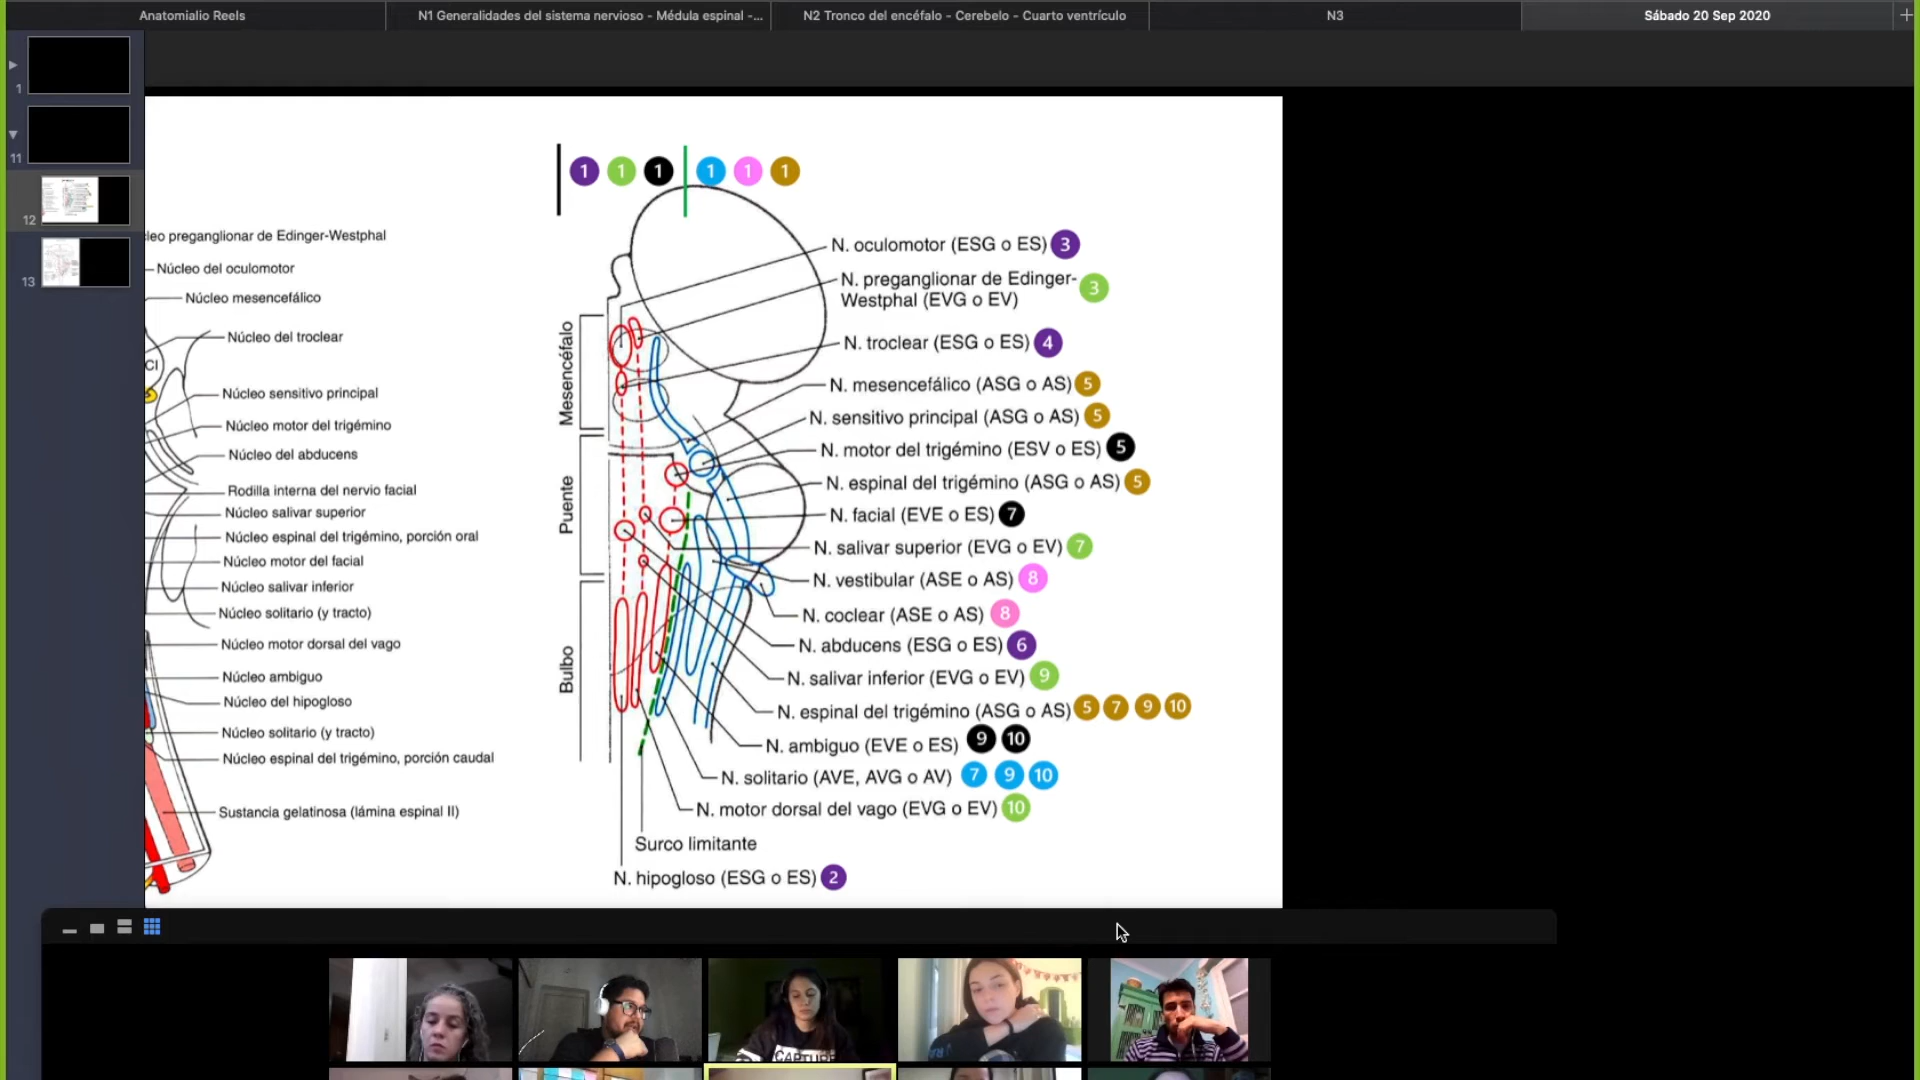 Anatomialio Reels
N1 Generalidades del sistema nervioso - Médula espinal -...
N2 Tronco del encéfalo - Cerebelo - Cuarto ventrículo
N3
Sábado 20 Sep 2020
1
11
12
13
1 1 1 1 1 1
leo preganglionar de Edinger-Westphal
Núcleo del oculomotor
Núcleo mesencefálico
Núcleo del troclear
CI
Núcleo sensitivo principal
Núcleo motor del trigémino
Núcleo del abducens
Rodilla interna del nervio facial
Núcleo salivar superior
Núcleo espinal del trigémino, porción oral
Núcleo motor del facial
Núcleo salivar inferior
Núcleo solitario (y tracto)
Núcleo motor dorsal del vago
Núcleo ambiguo
Núcleo del hipogloso
Núcleo solitario (y tracto)
Núcleo espinal del trigémino, porción caudal
Sustancia gelatinosa (lámina espinal II)
Mesencéfalo
Puente
Bulbo
N. oculomotor (ESG o ES) 3
N. preganglionar de Edinger-
Westphal (EVG o EV) 3
N. troclear (ESG o ES) 4
N. mesencefálico (ASG o AS) 5
N. sensitivo principal (ASG o AS) 5
N. motor del trigémino (ESV o ES) 5
N. espinal del trigémino (ASG o AS) 5
N. facial (EVE o ES) 7
N. salivar superior (EVG o EV) 7
N. vestibular (ASE o AS) 8
N. coclear (ASE o AS) 8
N. abducens (ESG o ES) 6
N. salivar inferior (EVG o EV) 9
N. espinal del trigémino (ASG o AS) 5 7 9 10
N. ambiguo (EVE o ES) 9 10
N. solitario (AVE, AVG o AV) 7 9 10
N. motor dorsal del vago (EVG o EV) 10
Surco limitante
N. hipogloso (ESG o ES) 2
CAPTURE